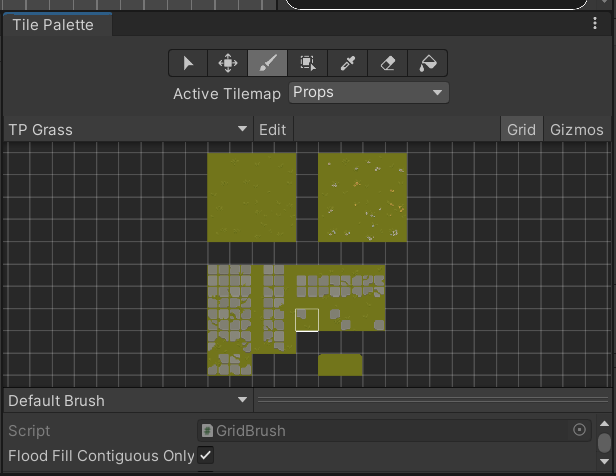 Tile Palette
Active Tilemap Props
TP Grass Edit Grid Gizmos
Default Brush
Script GridBrush
Flood Fill Contiguous Only